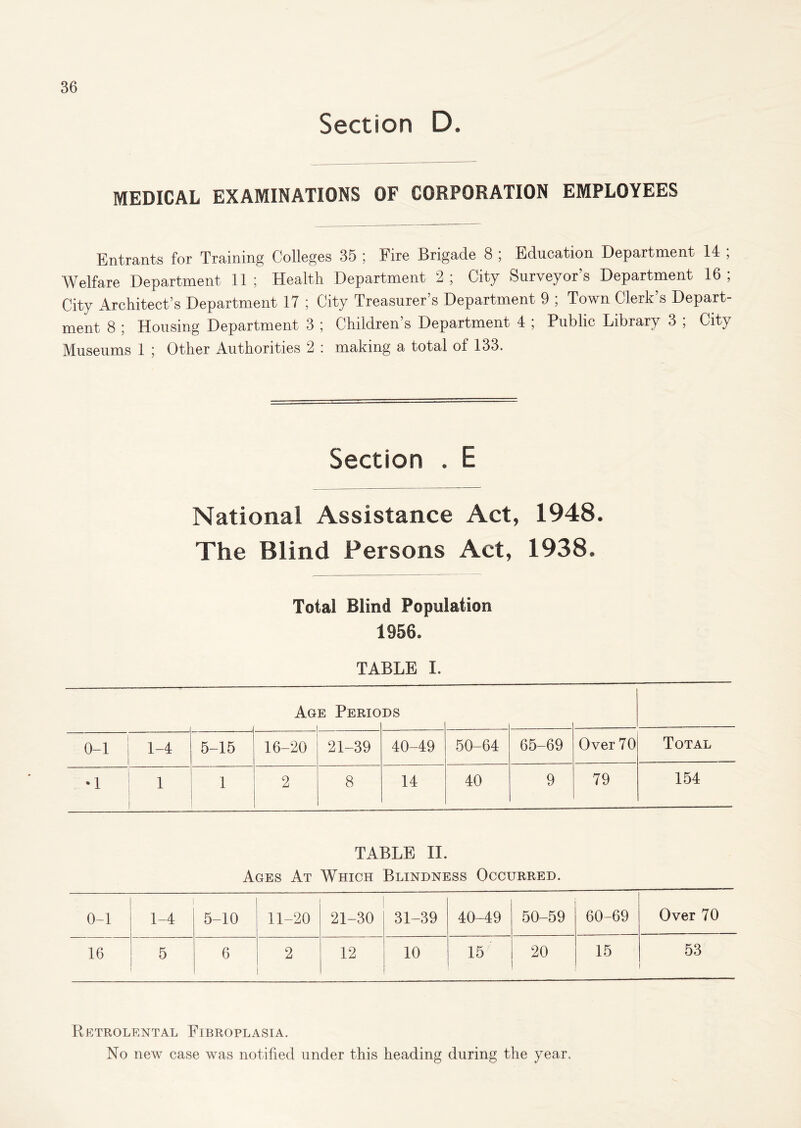 36
Section D.
MEDICAL EXAMINATIONS OF CORPORATION EMPLOYEES
Entrants for Training Colleges 35 ; Fire Brigade 8 ; Education Department 14 ;
Welfare Department 11 ; Health Department 2 ; City Surveyor's Department 16 ;
City Architect's Department 17 ; City Treasurer's Department 9 ; Town Clerk's Depart-
ment 8 ; Housing Department 3 ; Children's Department 4 ; Public Library 3 ; City
Museums 1 ; Other Authorities 2 : making a total of 133.
Section . E
National Assistance Act, 1948.
The Blind Persons Act, 1938.
Total Blind Population
1956.
TABLE I.
Age Periods
0-1 1-4 5-15 16-20 21-39 40-49 50-64 65-69 Over 70 Total
•1 1 1 2 8 14 40 9 79 154
TABLE II.
Ages At Which Blindness Occurred.
0-1 1-4 5-10 11-20 21-30 31-39 40-49 50-59 60-69 Over 70
16 5 6 2 12 10 15 20 15 53
Retrolental Fibroplasia.
No new case was notified under this heading during the year.